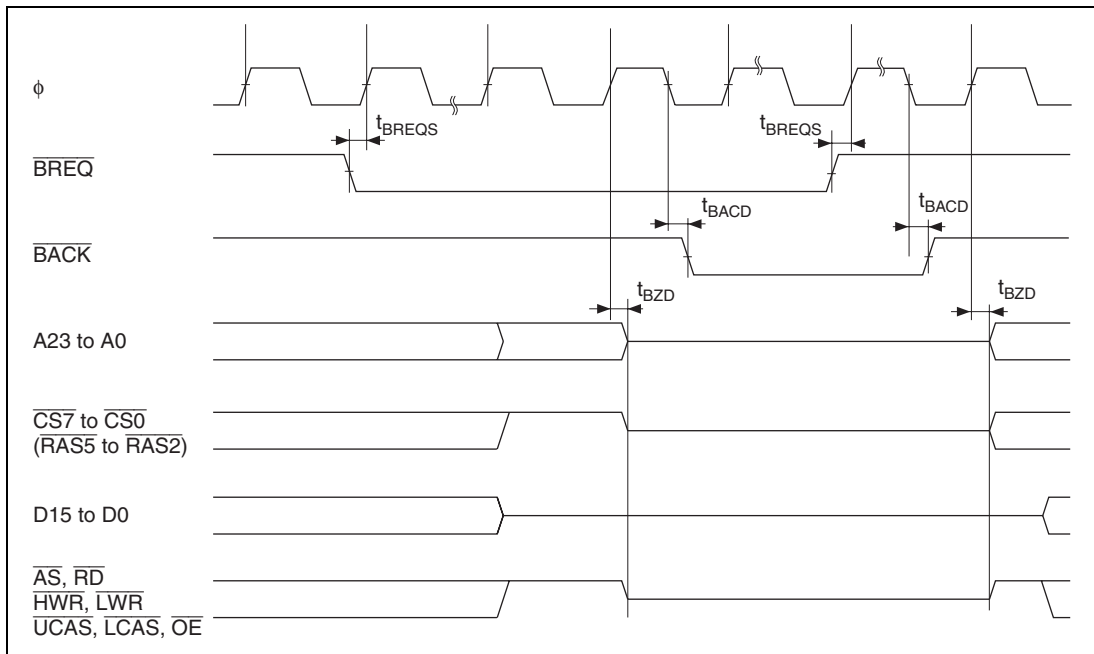 φ
tBREQS tBREQS
BREQ
tBACD tBACD
BACK
tBZD tBZD
A23 to A0
CS7 to CS0
(RAS5 to RAS2)
D15 to D0
AS, RD
HWR, LWR
UCAS, LCAS, OE